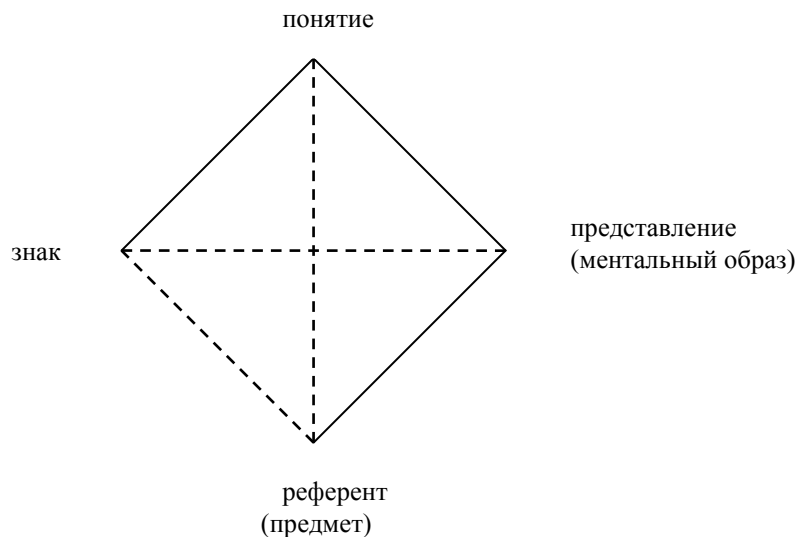 понятие
знак
представление
(ментальный образ)
референт
(предмет)